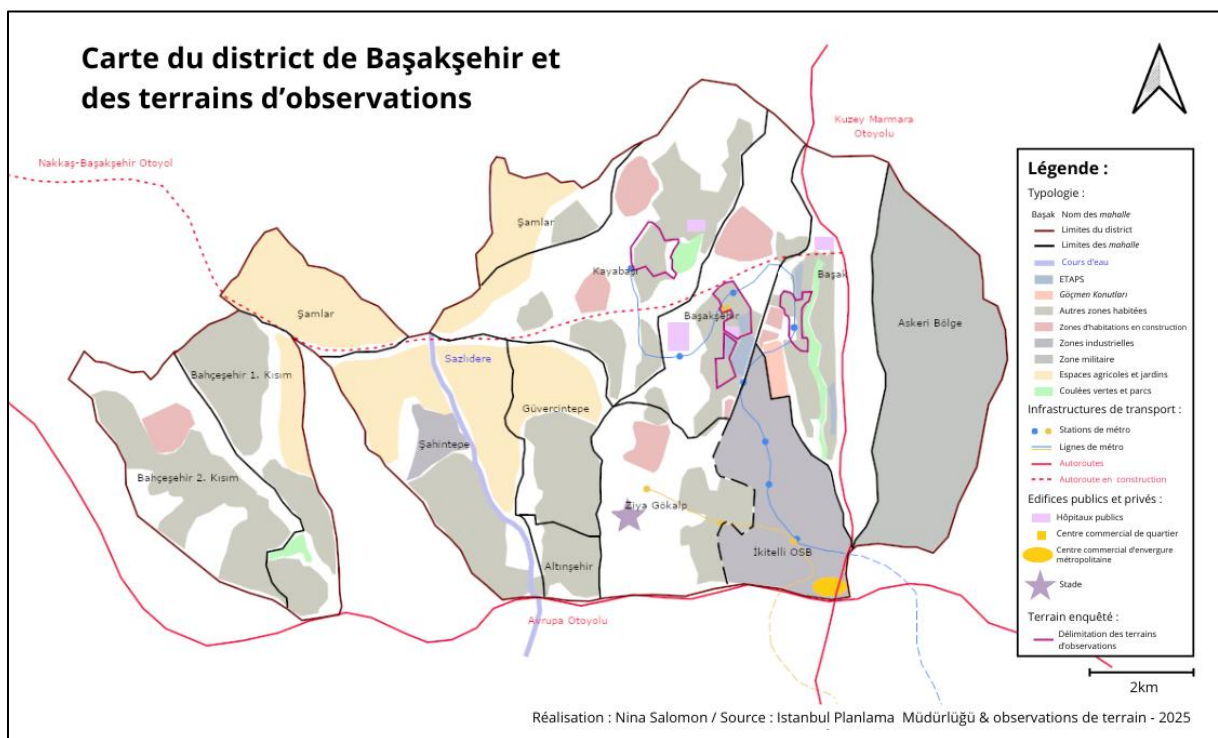 Carte du district de Başakşehir et
des terrains d’observations
Kuzey Marmara
Otoyolu
Nakkaş-Başakşehir Otoyol
Şamlar
Kayabaşı
Başak
Şamlar
Başakşehir
Askeri Bölge
Sazlıdere
Bahçeşehir 1. Kısım
Güvercintepe
Şahintepe
Bahçeşehir 2. Kısım
Ziya Gökalp
İkitelli OSB
Altınşehir
Avrupa Otoyolu
Légende :
Typologie :
Başak Nom des mahalle
Limites du district
Limites des mahalle
Cours d'eau
ETAPS
Göçmen Konutları
Autres zones habitées
Zones d'habitations en construction
Zones industrielles
Zone militaire
Espaces agricoles et jardins
Coulées vertes et parcs
Infrastructures de transport :
Stations de métro
Lignes de métro
Autoroutes
Autoroute en construction
Edifices publics et privés :
Hôpitaux publics
Centre commercial de quartier
Centre commercial d'envergure
métropolitaine
Stade
Terrain enquêté :
Délimitation des terrains
d'observations
2km
Réalisation : Nina Salomon / Source : Istanbul Planlama Müdürlüğü & observations de terrain - 2025